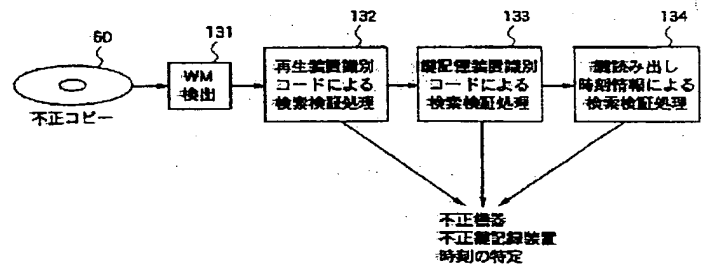 60
131
132
133
134
WM
検出
再生装置識別
コードによる
検索検証処理
鍵記録装置識別
コードによる
検索検証処理
鍵読み出し
時刻情報による
検索検証処理
不正コピー
不正機器
不正鍵記録装置
時刻の特定